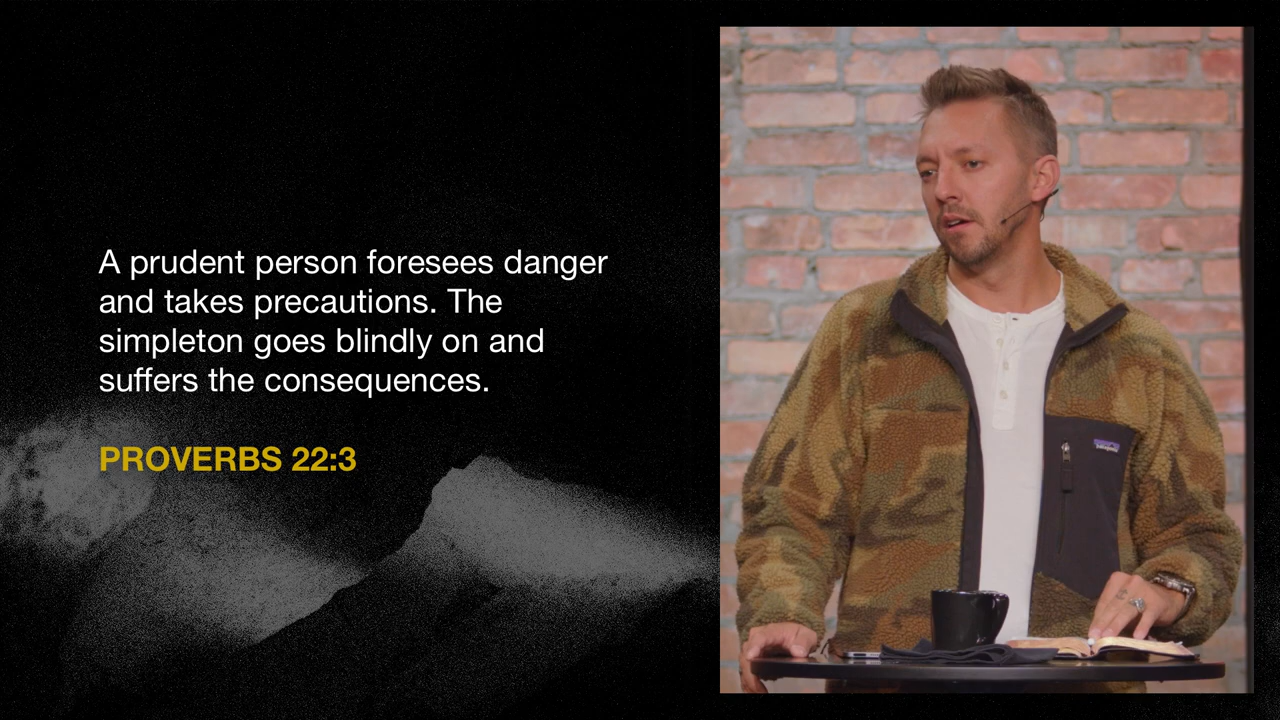 A prudent person foresees danger
and takes precautions. The
simpleton goes blindly on and
suffers the consequences.
PROVERBS 22:3
patagonia